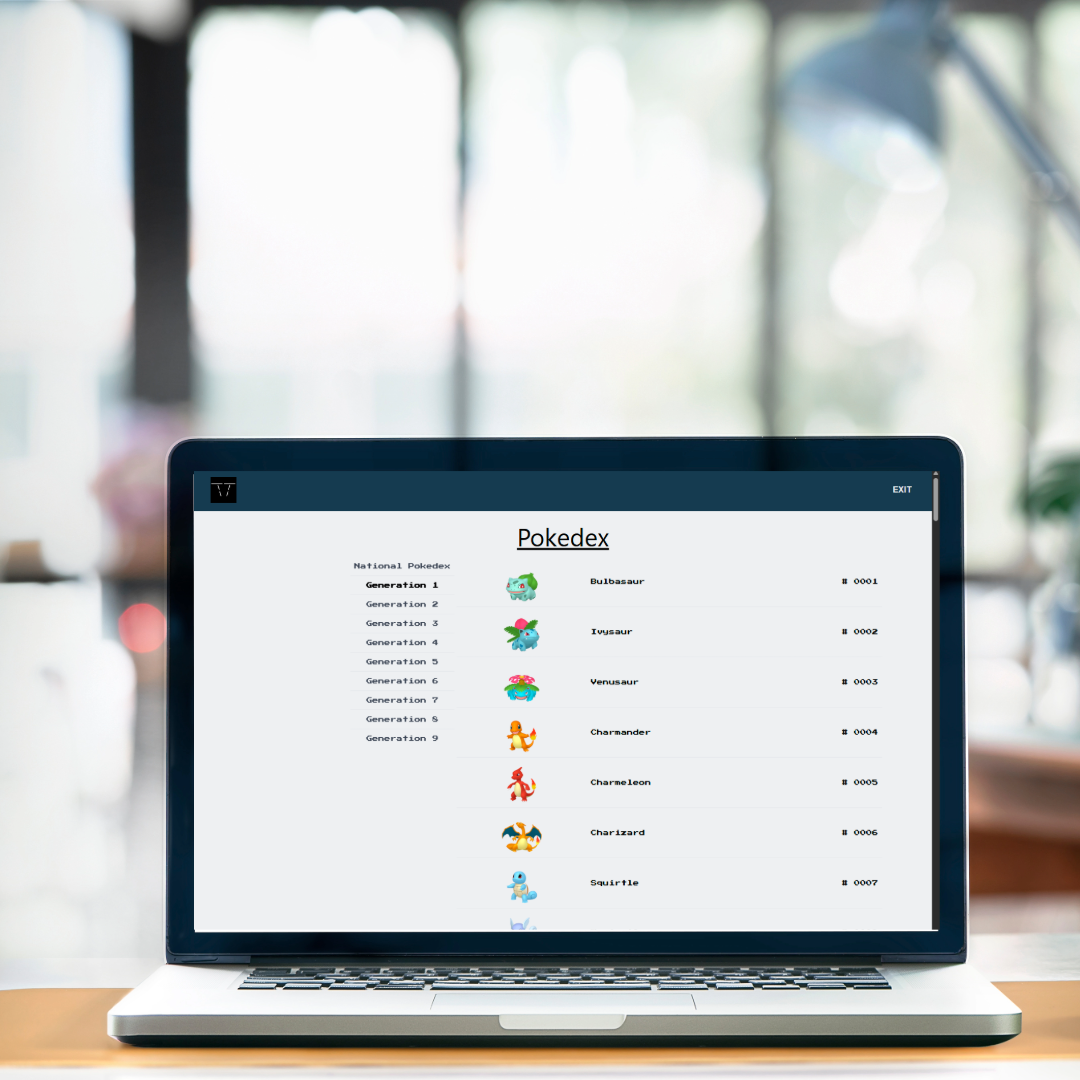 EXIT
Pokedex
National Pokedex
Generation 1
Generation 2
Generation 3
Generation 4
Generation 5
Generation 6
Generation 7
Generation 8
Generation 9
Bulbasaur # 0001
Ivysaur # 0002
Venusaur # 0003
Charmander # 0004
Charmeleon # 0005
Charizard # 0006
Squirtle # 0007